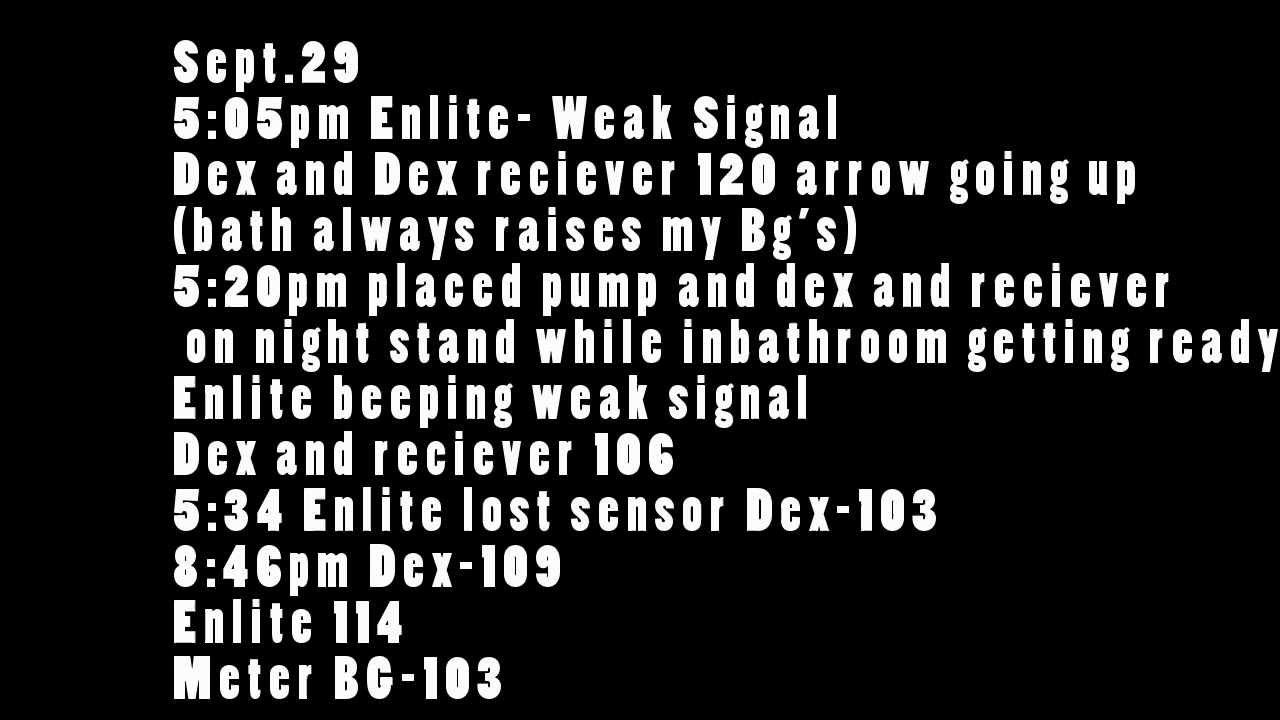 Sept.29
5:05pm Enlite- Weak Signal
Dex and Dex reciever 120 arrow going up
(bath always raises my Bg's)
5:20pm placed pump and dex and reciever
on night stand while inbathroom getting ready
Enlite beeping weak signal
Dex and reciever 106
5:34 Enlite lost sensor Dex-103
8:46pm Dex-109
Enlite 114
Meter BG-103